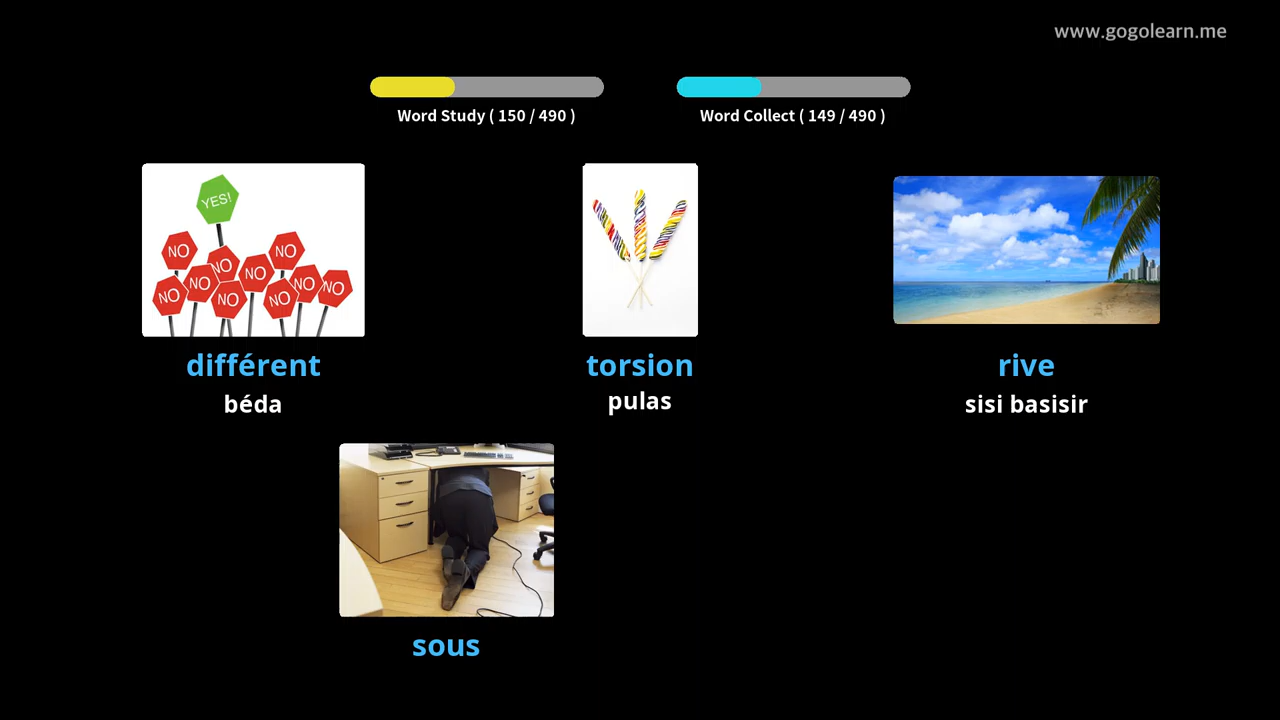 www.gogolearn.me
Word Study ( 150 / 490 )
Word Collect ( 149 / 490 )
YES!
NO
NO
NO
NO
NO
NO
NO
NO
NO
NO
différent
béda
torsion
pulas
rive
sisi basisir
sous